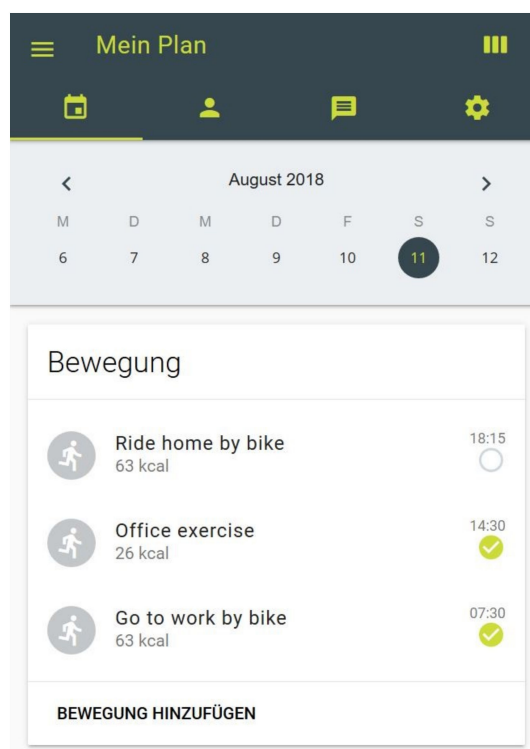 Mein Plan
August 2018
M D M D F S S
6 7 8 9 10 11 12
Bewegung
Ride home by bike 18:15
63 kcal
Office exercise 14:30
26 kcal
Go to work by bike 07:30
63 kcal
BEWEGUNG HINZUFÜGEN